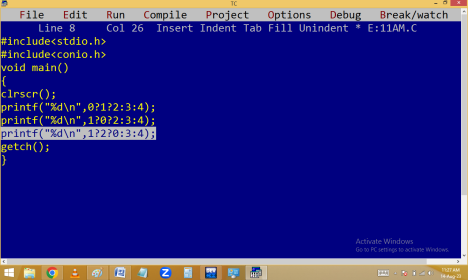 TC
File Edit Run Compile Project Options Debug Break/watch
Line 8 Col 26 Insert Indent Tab Fill Unindent * E:11AM.C
#include<stdio.h>
#include<conio.h>
void main()
{
clrscr();
printf("%d\n",0?1?2:3:4);
printf("%d\n",1?0?2:3:4);
printf("%d\n",1?2?0:3:4);
getch();
}
Activate Windows
Go to PC settings to activate Windows.